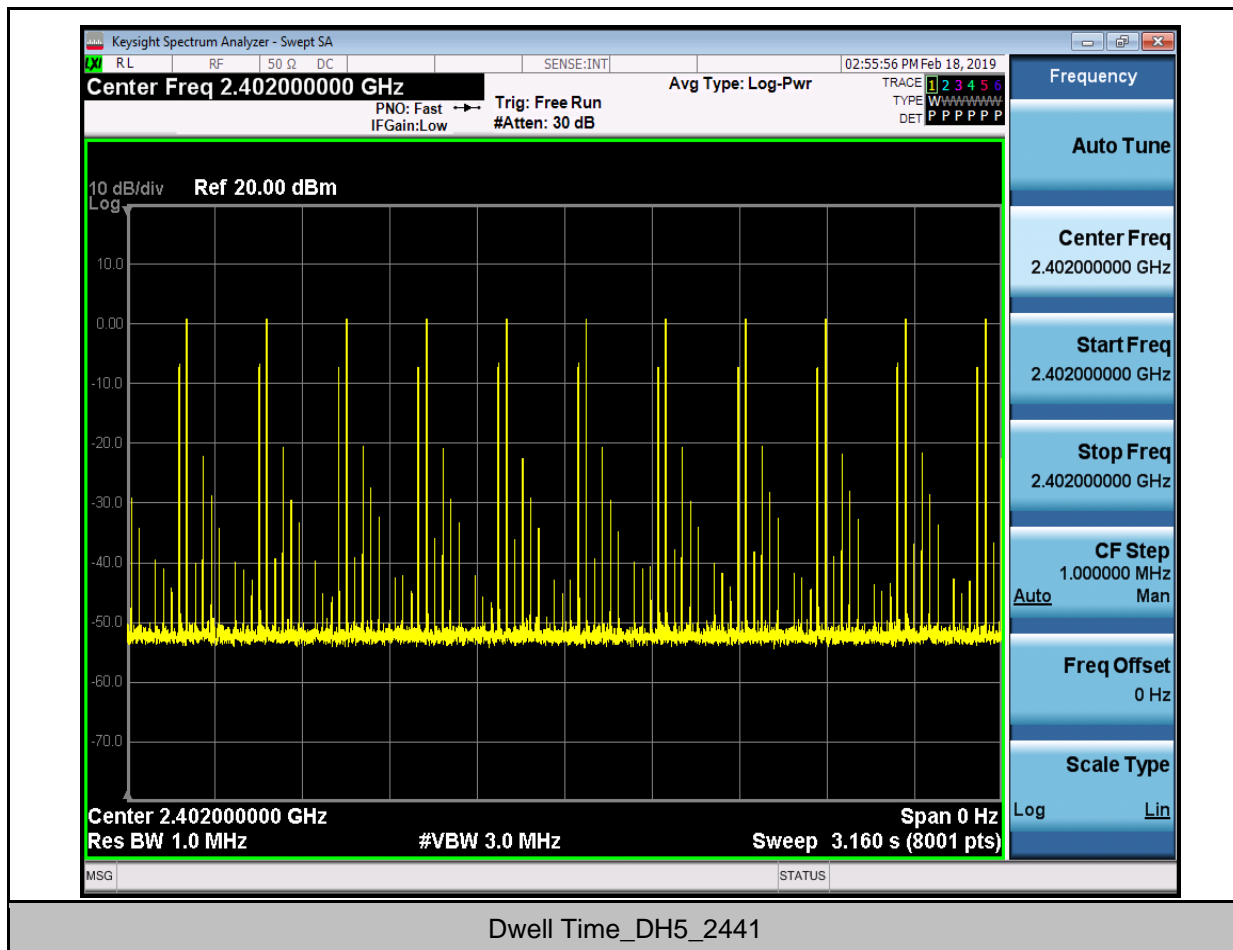 Keysight Spectrum Analyzer - Swept SA
LXI RL RF 50 Ω DC SENSE:INT 02:55:56 PM Feb 18, 2019
Center Freq 2.402000000 GHz
PNO: Fast
IFGain:Low
Trig: Free Run
#Atten: 30 dB
Avg Type: Log-Pwr
TRACE 1 2 3 4 5 6
TYPE WWWWWW
DET P P P P P P
10 dB/div Ref 20.00 dBm
Log
10.0
0.00
-10.0
-20.0
-30.0
-40.0
-50.0
-60.0
-70.0
Center 2.402000000 GHz Span 0 Hz
Res BW 1.0 MHz #VBW 3.0 MHz Sweep 3.160 s (8001 pts)
MSG STATUS
Frequency
Auto Tune
Center Freq
2.402000000 GHz
Start Freq
2.402000000 GHz
Stop Freq
2.402000000 GHz
CF Step
1.000000 MHz
Auto Man
Freq Offset
0 Hz
Scale Type
Log Lin
Dwell Time_DH5_2441